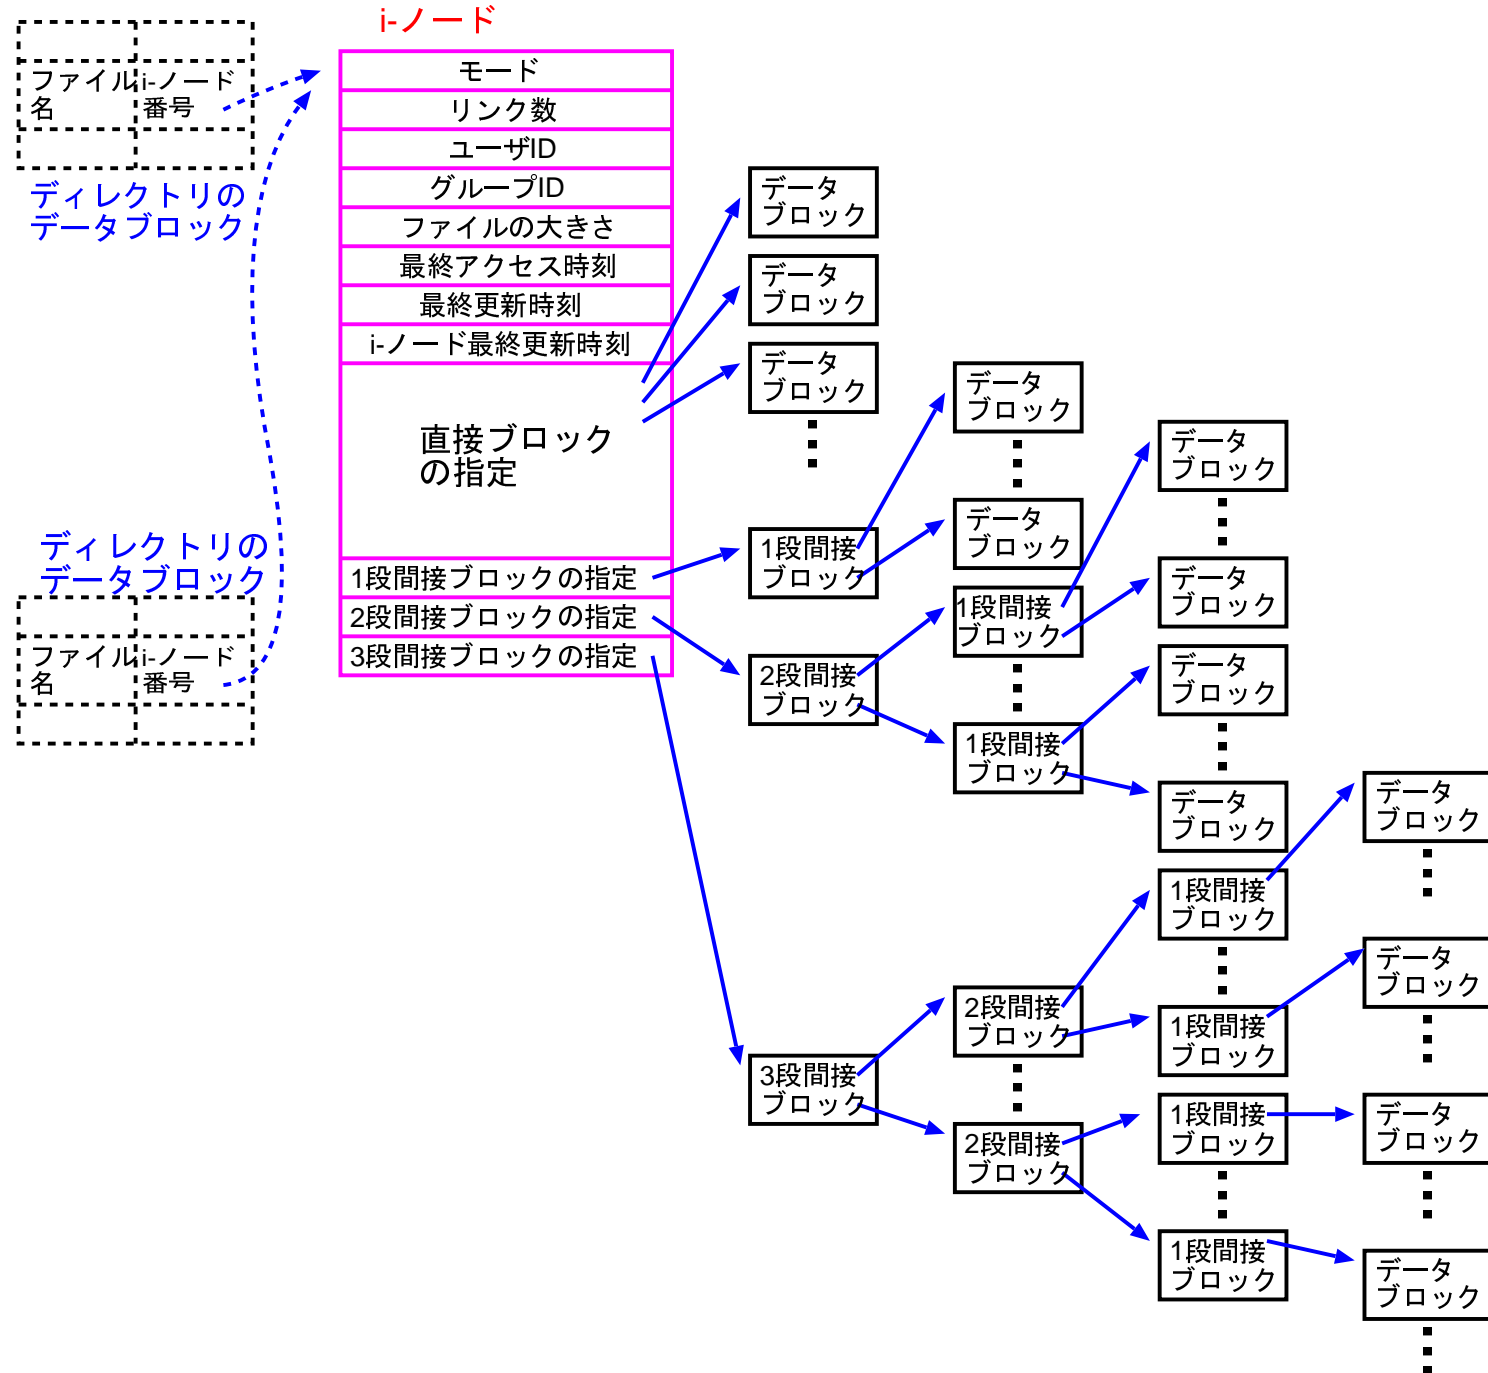 i-ノード
ファイル
名
i-ノード
番号
ディレクトリの
データブロック
モード
リンク数
ユーザID
グループID
ファイルの大きさ
最終アクセス時刻
最終更新時刻
i-ノード最終更新時刻
直接ブロック
の指定
1段間接ブロックの指定
2段間接ブロックの指定
3段間接ブロックの指定
ディレクトリの
データブロック
ファイル
名
i-ノード
番号
データ
ブロック
データ
ブロック
データ
ブロック
1段間接
ブロック
2段間接
ブロック
3段間接
ブロック
データ
ブロック
データ
ブロック
1段間接
ブロック
1段間接
ブロック
2段間接
ブロック
2段間接
ブロック
データ
ブロック
データ
ブロック
データ
ブロック
データ
ブロック
1段間接
ブロック
1段間接
ブロック
1段間接
ブロック
1段間接
ブロック
データ
ブロック
データ
ブロック
データ
ブロック
データ
ブロック